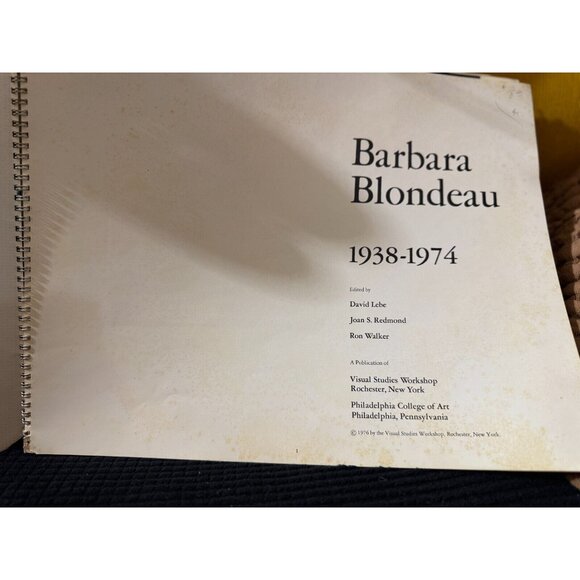 Barbara
Blondeau
1938-1974
Edited by
David Lebe
Joan S. Redmond
Ron Walker
A Publication of
Visual Studies Workshop
Rochester, New York
Philadelphia College of Art
Philadelphia, Pennsylvania
© 1976 by the Visual Studies Workshop, Rochester, New York.
1